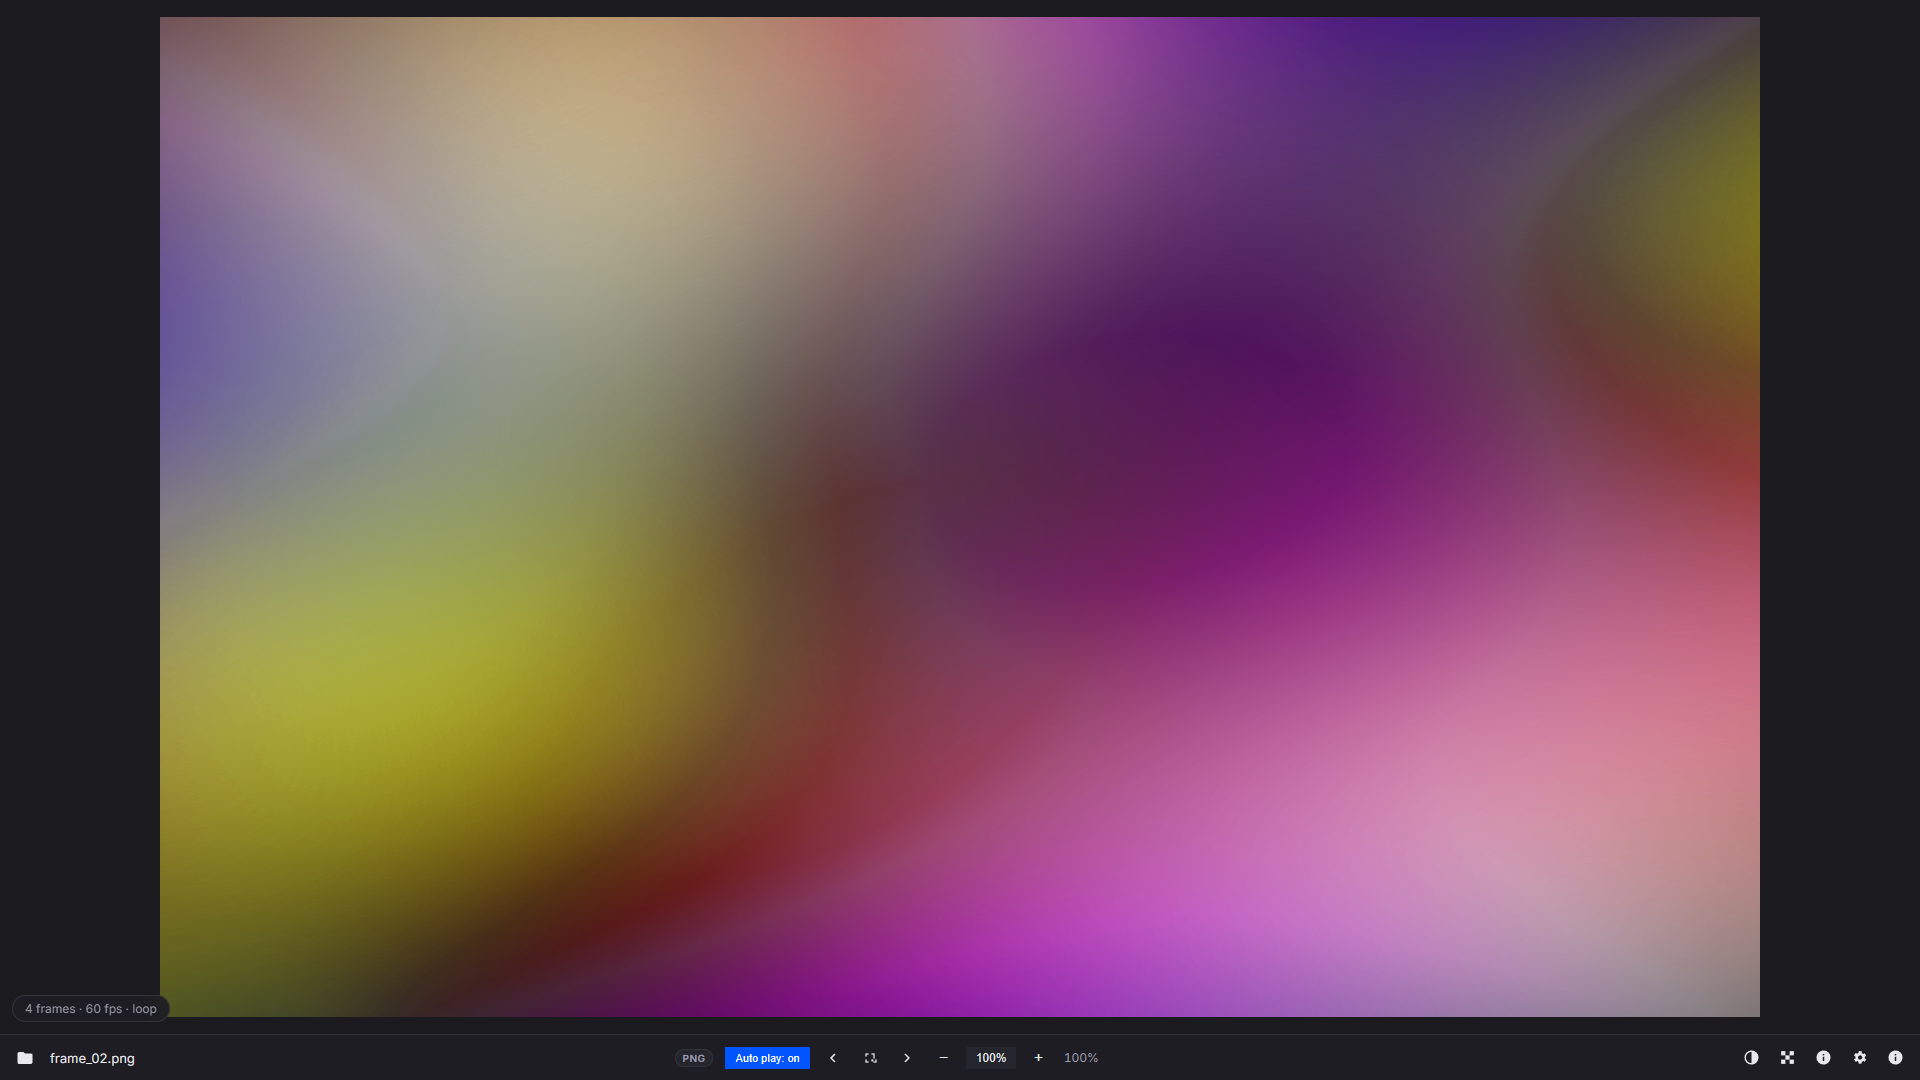 4 frames · 60 fps · loop
frame_02.png
PNG
Auto play: on
100%
100%